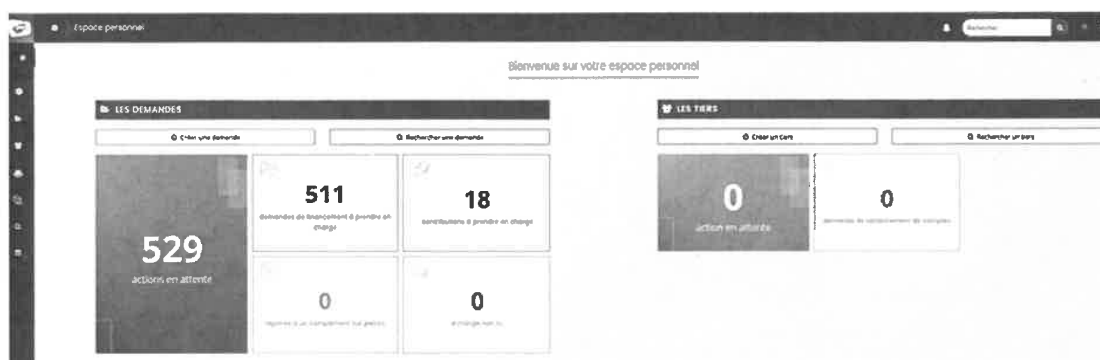 Espace personnel
Rechercher
Bienvenue sur votre espace personnel
LES DEMANDES
Créer une demande
Rechercher une demande
529
actions en attente
511
demandes de financement à prendre en
charge
18
contributions à prendre en charge
0
0
LES TIERS
Créer un tiers
Rechercher un tiers
0
action en attente
0